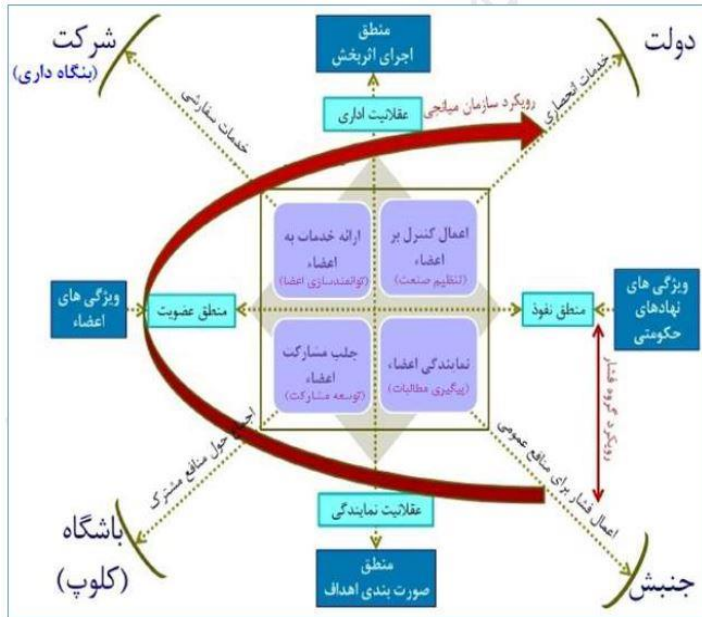 شرکت
(بنگاه داری)
منطق
اجرای اثربخش
دولت
خدمات سفارشی
عقلانیت اداری
رویکرد سازمان میانجی
خدمات انحصاری
ارائه خدمات به
اعضاء
(توانمندسازی اعضا)
اعمال کنترل بر
اعضاء
(تنظیم صنعت)
ویژگی های
اعضاء
منطق عضویت
منطق نفوذ
ویژگی های
نهادهای
حکومتی
جلب مشارکت
اعضاء
(توسعه مشارکت)
نمایندگی اعضاء
(پیگیری مطالبات)
رویکرد گروه فشار
اجماع حول منافع مشترک
عقلانیت نمایندگی
اعمال فشار برای منافع عمومی
باشگاه
(کلوپ)
منطق
صورت بندی اهداف
جنبش